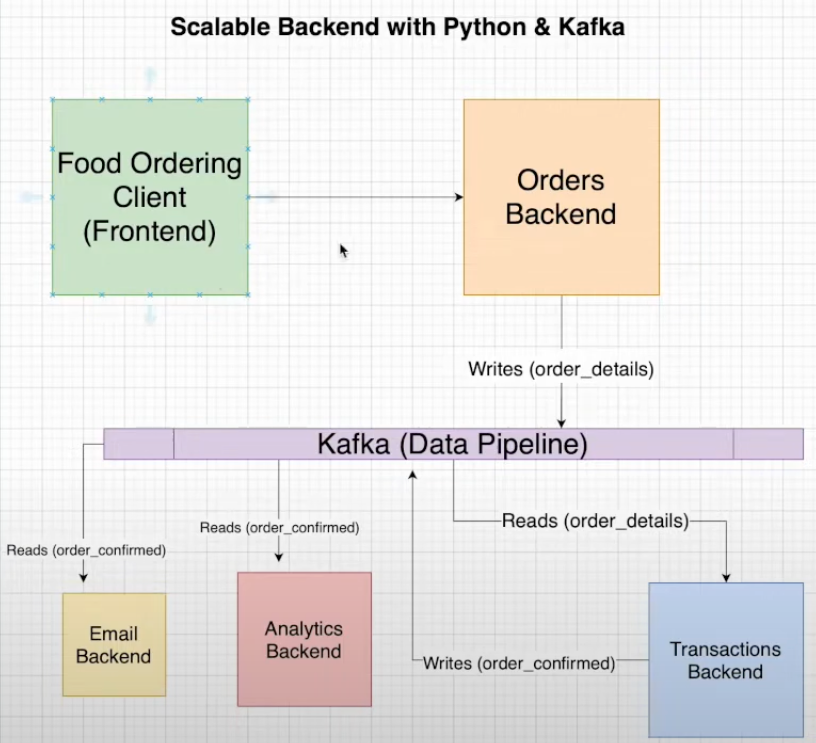 Scalable Backend with Python & Kafka
Food Ordering
Client
(Frontend)
Orders
Backend
Writes (order_details)
Kafka (Data Pipeline)
Reads (order_confirmed)
Reads (order_confirmed)
Reads (order_details)
Email
Backend
Analytics
Backend
Writes (order_confirmed)
Transactions
Backend